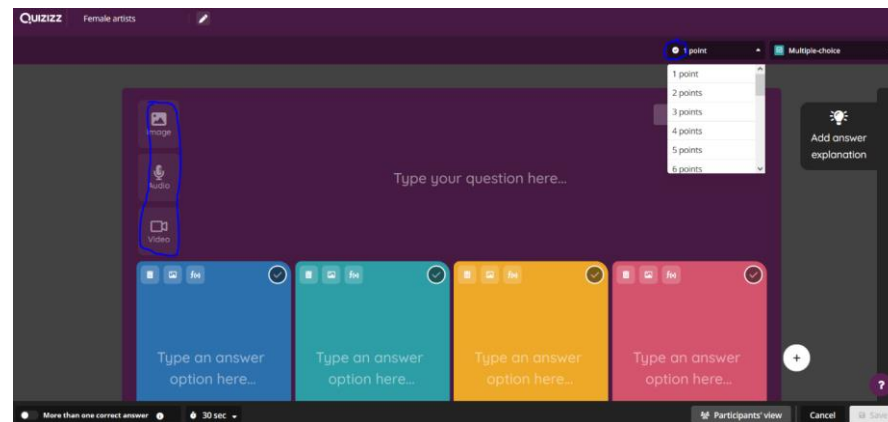 Quizizz Female artists
1 point Multiple-choice
1 point
2 points
3 points
4 points
5 points
6 points
Image
Audio
Video
Type your question here...
Add answer
explanation
f(x) f(x) f(x) f(x)
Type an answer
option here...
Type an answer
option here...
Type an answer
option here...
Type an answer
option here...
+
?
More than one correct answer 30 sec Participants' view Cancel Save